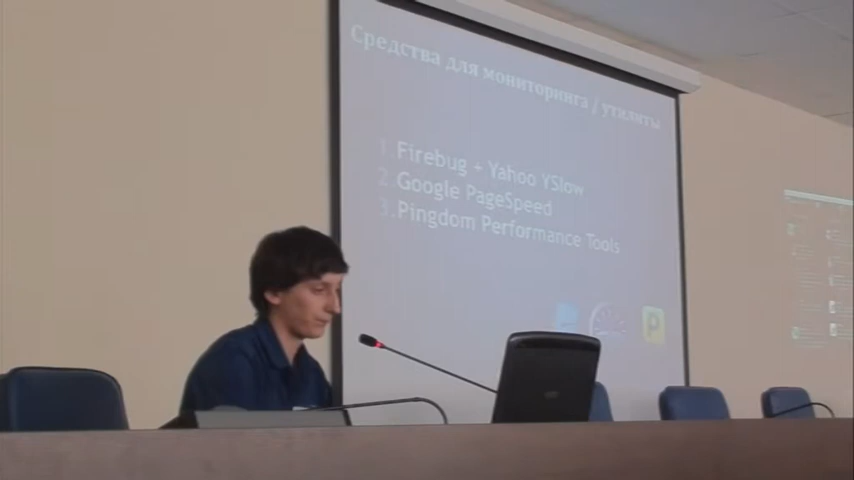 Средства для мониторинга / утилиты
1. Firebug + Yahoo YSlow
2. Google PageSpeed
3. Pingdom Performance Tools